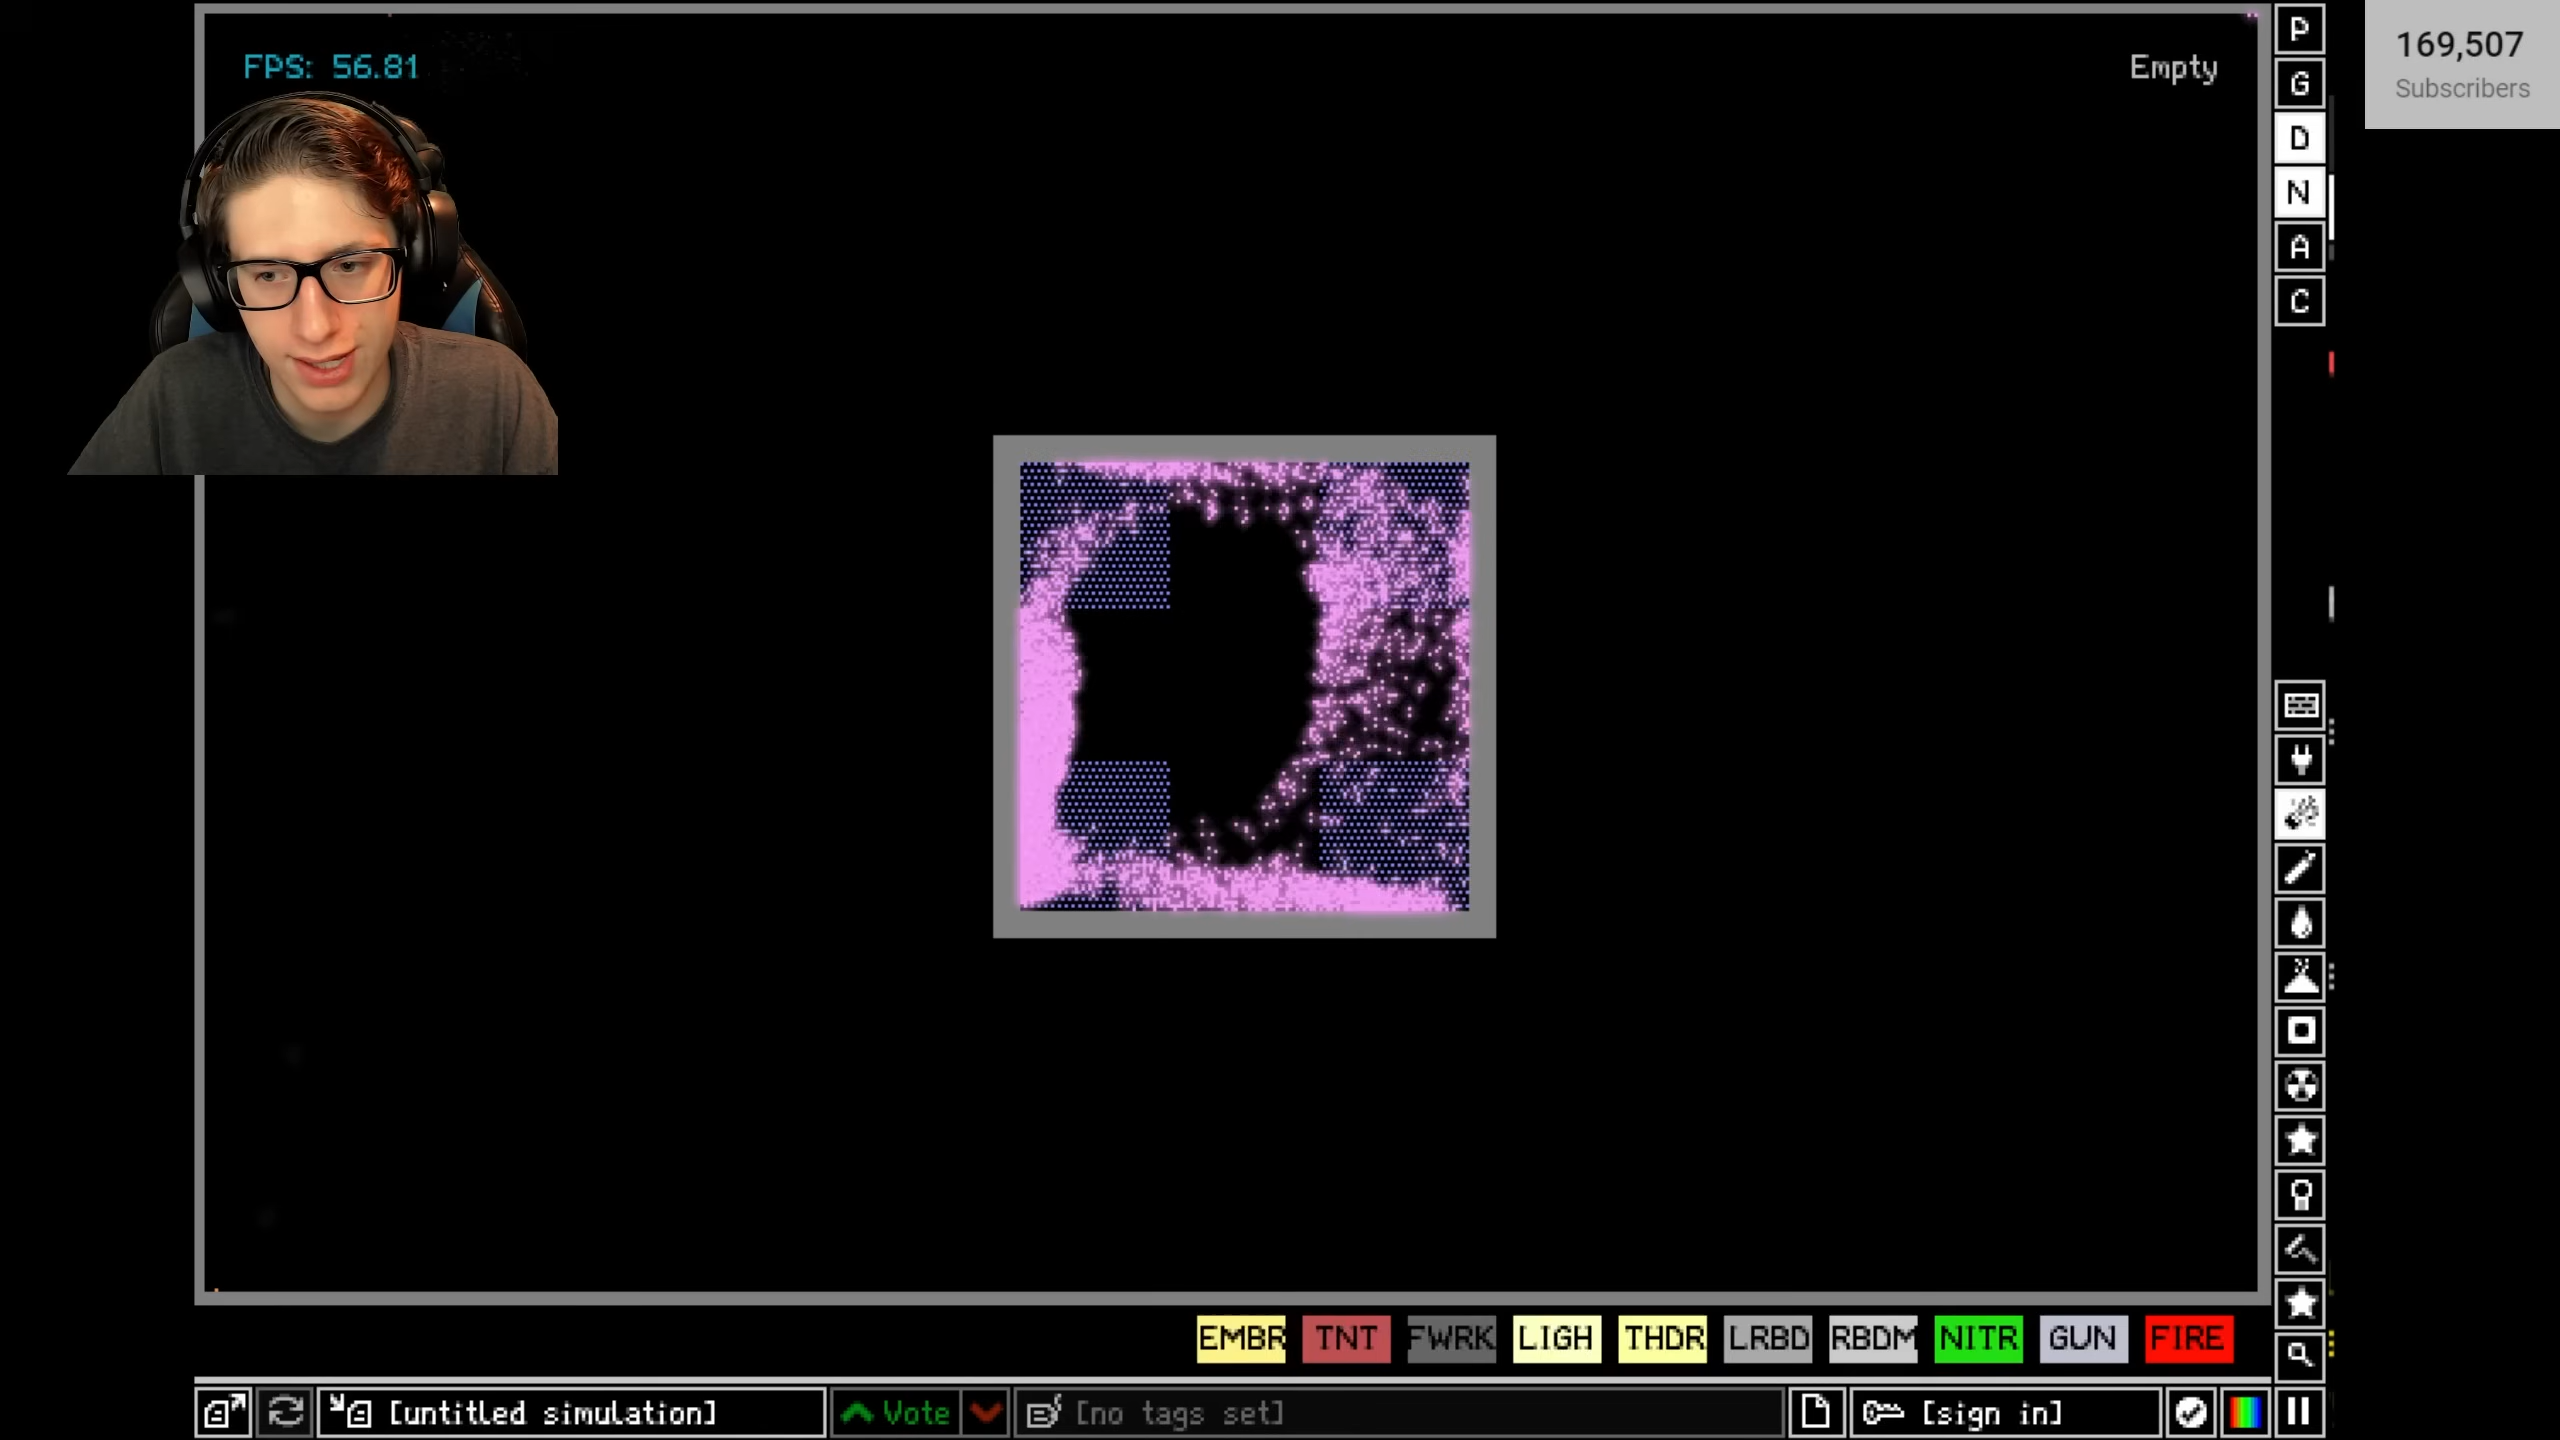 FPS: 56.81
Empty
169,507
Subscribers
P
G
D
N
A
C
EMBR TNT FWRK LIGH THDR LRBD RBDM NITR GUN FIRE
[untitled simulation] Vote [no tags set] [sign in]